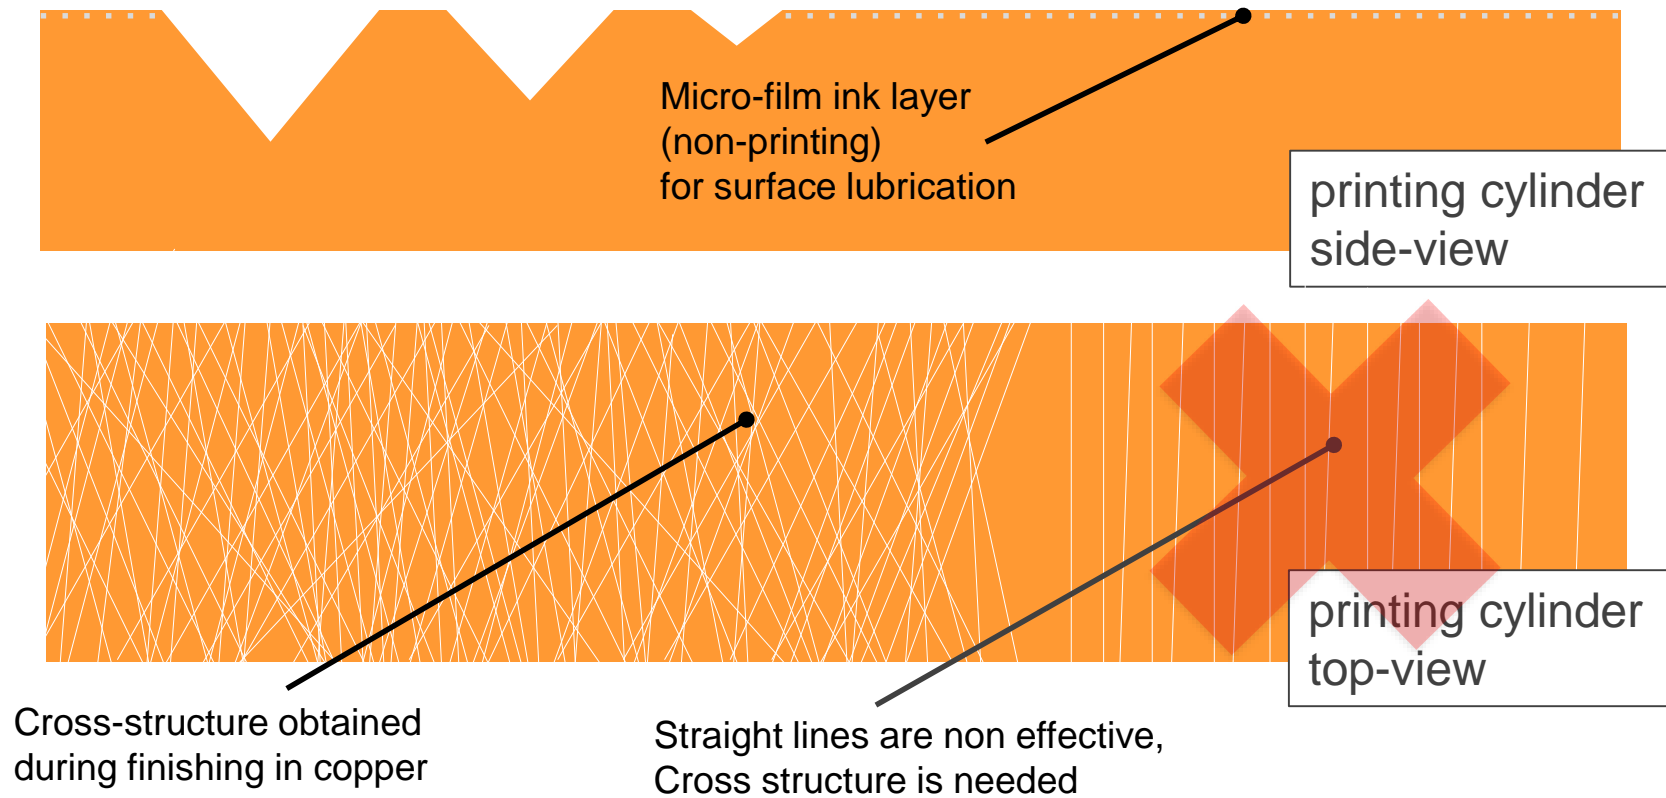 Micro-film ink layer
(non-printing)
for surface lubrication
printing cylinder
side-view
printing cylinder
top-view
Cross-structure obtained
during finishing in copper
Straight lines are non effective,
Cross structure is needed